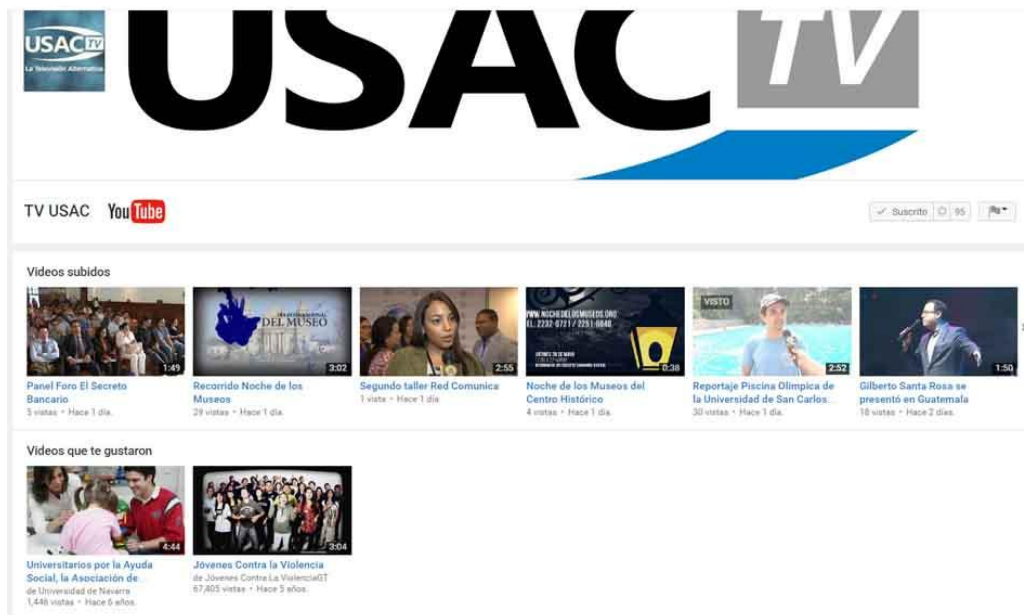 USAC TV
La Televisión Alternativa
USAC TV
TV USAC YouTube
Suscrito 95
Videos subidos
1:49
DEL MUSEO
3:02
2:55
WWW.NOCHEDELOSMUSEOS.ORG
TEL: 2232-0721 / 2251-6640
0:38
VISTO
2:52
1:50
Panel Foro El Secreto
Bancario
5 vistas • Hace 1 día.
Recorrido Noche de los
Museos
29 vistas • Hace 1 día.
Segundo taller Red Comunica
1 vista • Hace 1 día
Noche de los Museos del
Centro Histórico
4 vistas • Hace 1 día.
Reportaje Piscina Olímpica de
la Universidad de San Carlos...
30 vistas • Hace 1 día.
Gilberto Santa Rosa se
presentó en Guatemala
18 vistas • Hace 2 días.
Videos que te gustaron
4:44
3:04
Universitarios por la Ayuda
Social, la Asociación de...
de Universidad de Navarra
1,446 vistas • Hace 6 años.
Jóvenes Contra la Violencia
de Jóvenes Contra La ViolenciaGT
67,405 vistas • Hace 5 años.